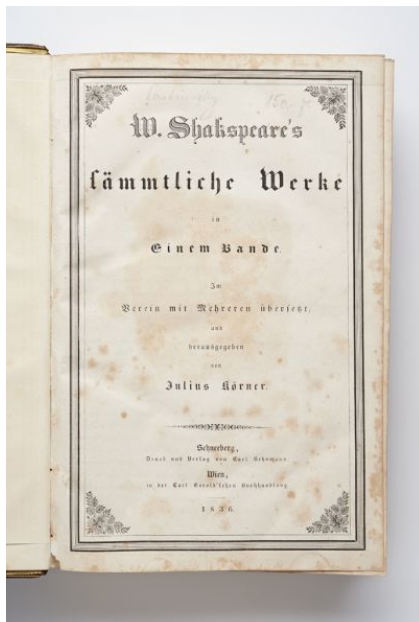 W. Shakspeare's
sämmtliche Werke
in
Einem Bande.
Im
Verein mit Mehreren übersetzt,
und
herausgegeben
von
Julius Körner.
Schneeberg,
Druck und Verlag von Carl Schumann.
Wien,
in der Carl Gerold'schen Buchhandlung
1836.